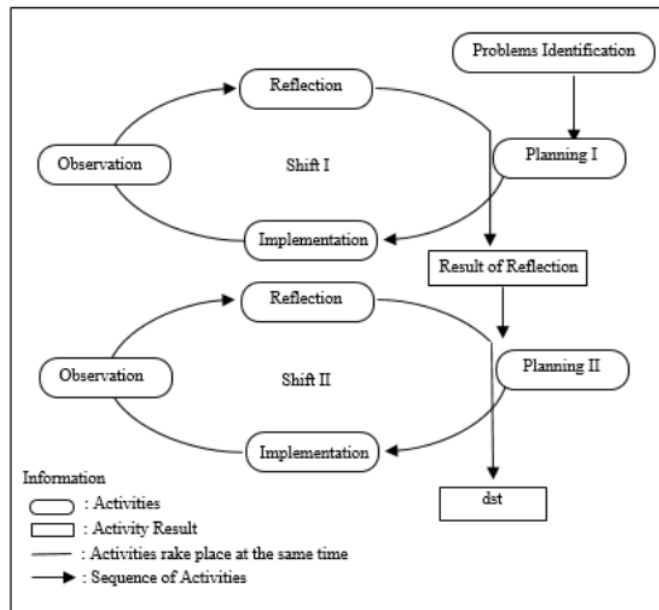 Problems Identification
Reflection
Observation
Shift I
Planning I
Implementation
Result of Reflection
Reflection
Observation
Shift II
Planning II
Implementation
dst
Information
: Activities
: Activity Result
: Activities rake place at the same time
: Sequence of Activities